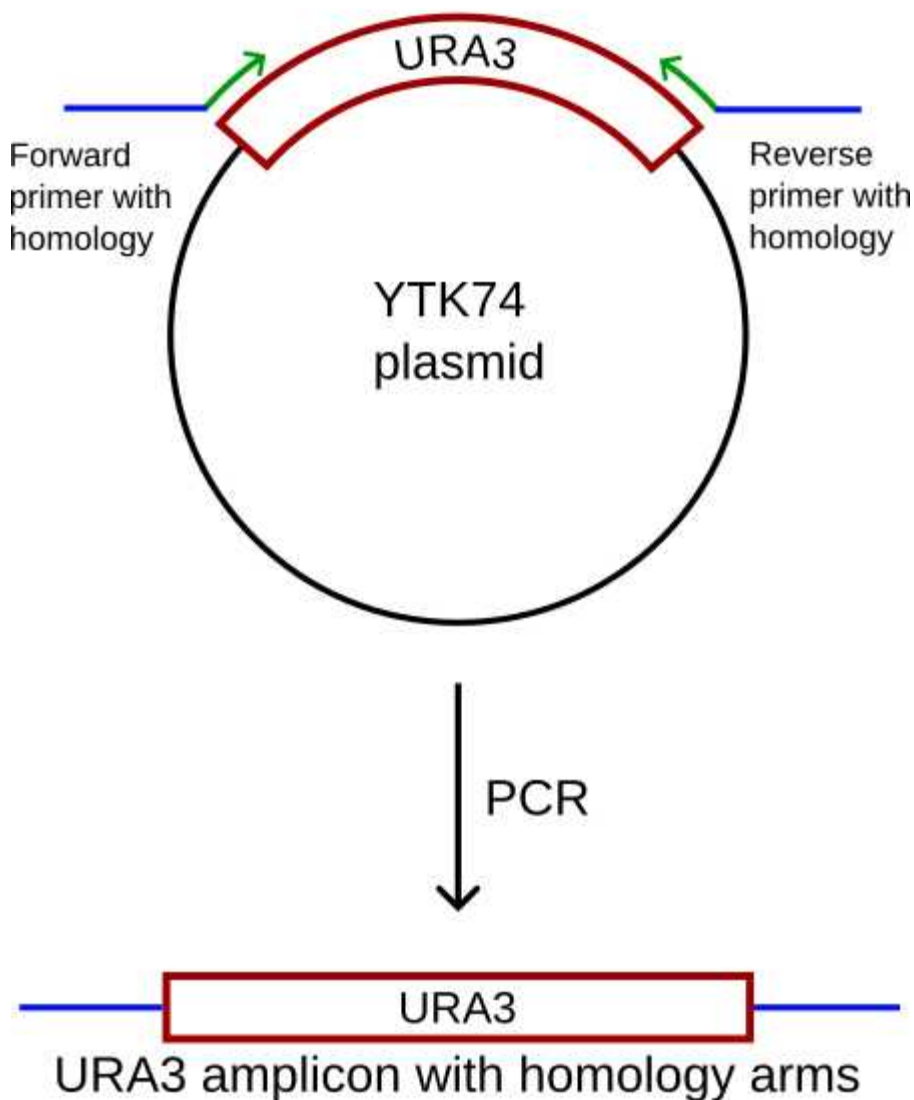 URA3
Forward
primer with
homology
Reverse
primer with
homology
YTK74
plasmid
PCR
URA3
URA3 amplicon with homology arms